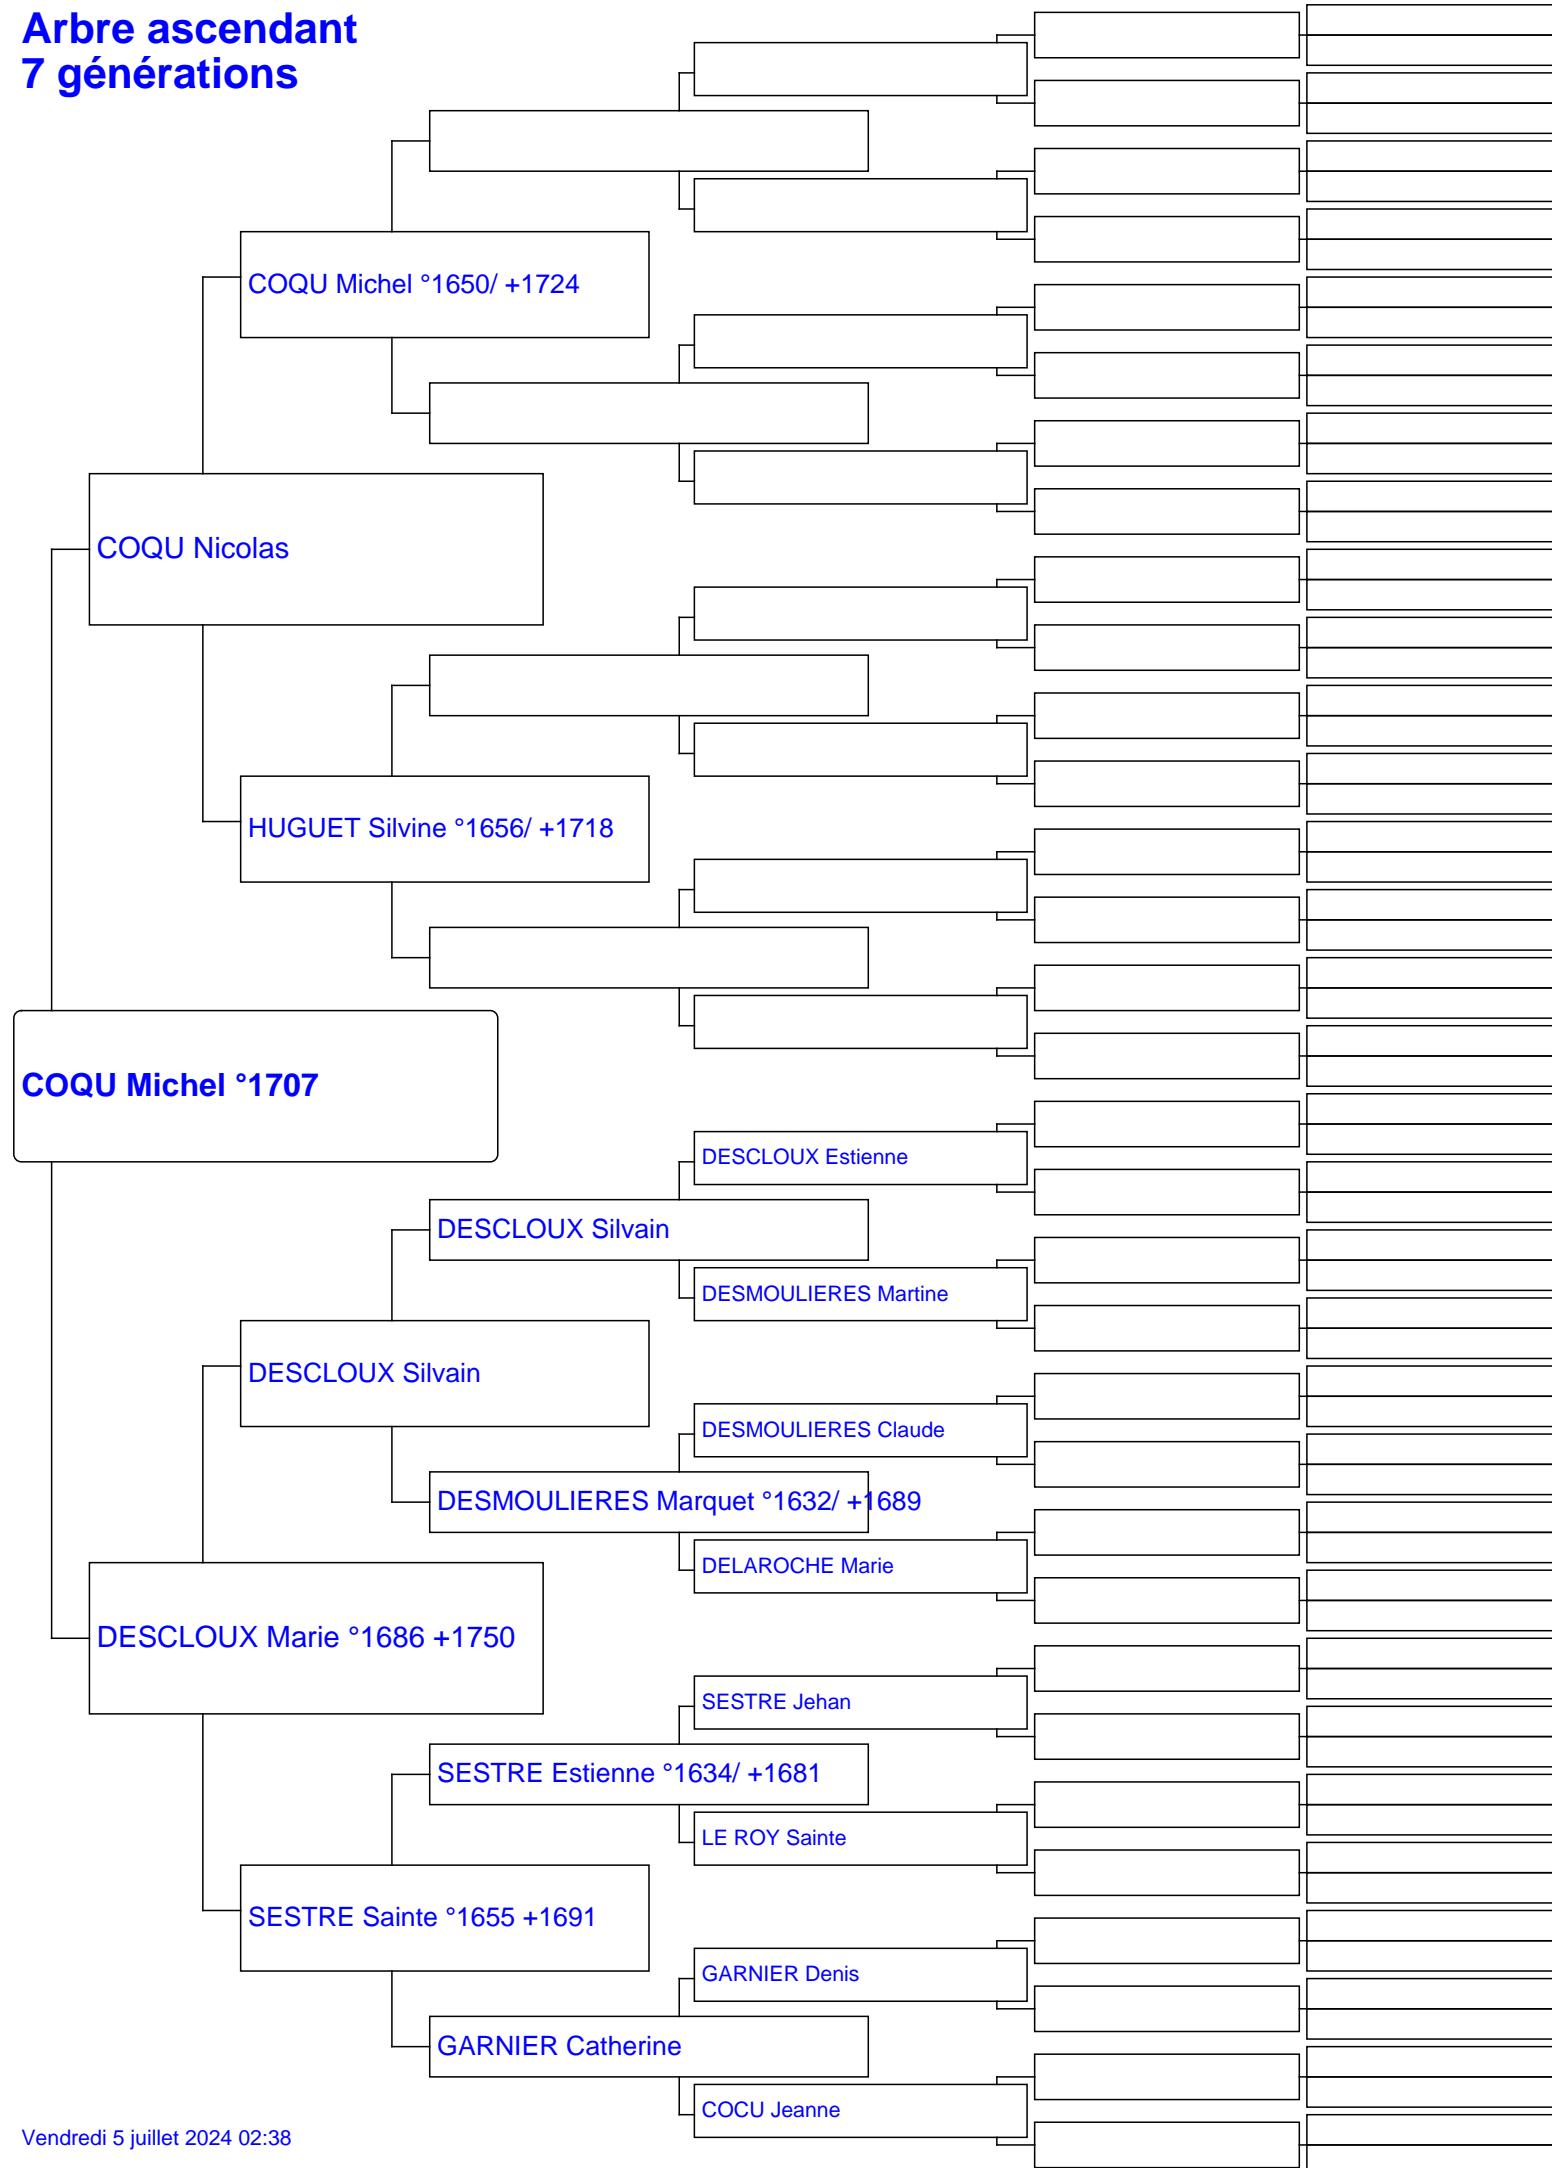 Arbre ascendant
7 générations
COQU Michel °1650/ +1724
COQU Nicolas
HUGUET Silvine °1656/ +1718
COQU Michel °1707
DESCLOUX Estienne
DESCLOUX Silvain
DESMOULIERES Martine
DESCLOUX Silvain
DESMOULIERES Claude
DESMOULIERES Marquet °1632/ +1689
DELAROCHE Marie
DESCLOUX Marie °1686 +1750
SESTRE Jehan
SESTRE Estienne °1634/ +1681
LE ROY Sainte
SESTRE Sainte °1655 +1691
GARNIER Denis
GARNIER Catherine
COCU Jeanne
Vendredi 5 juillet 2024 02:38